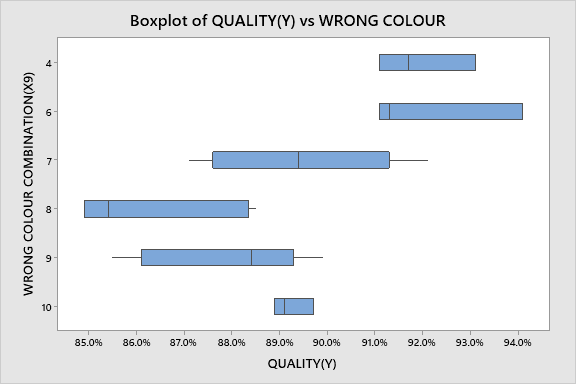 Boxplot of QUALITY(Y) vs WRONG COLOUR
WRONG COLOUR COMBINATION(X9)
4
6
7
8
9
10
85.0% 86.0% 87.0% 88.0% 89.0% 90.0% 91.0% 92.0% 93.0% 94.0%
QUALITY(Y)